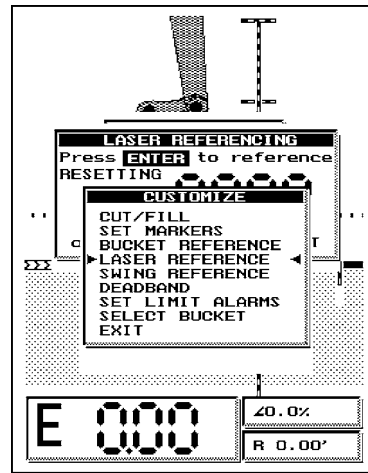 LASER REFERENCING
Press ENTER to reference
RESETTING
CUSTOMIZE
CUT/FILL
SET MARKERS
BUCKET REFERENCE
LASER REFERENCE
SWING REFERENCE
DEADBAND
SET LIMIT ALARMS
SELECT BUCKET
EXIT
E 0.00
∠0.0%
R 0.00'